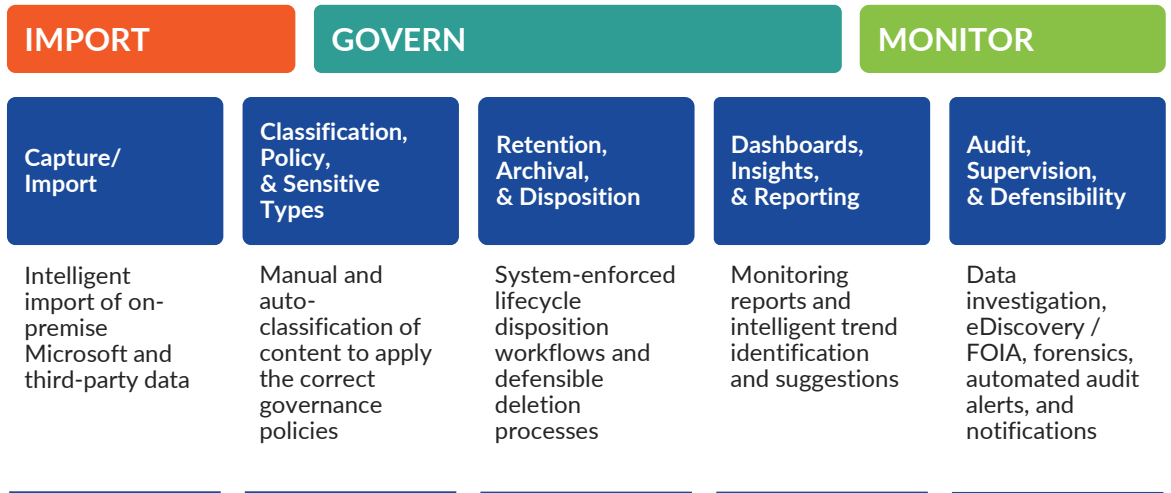 IMPORT
GOVERN
MONITOR
Capture/
Import
Classification,
Policy,
& Sensitive
Types
Retention,
Archival,
& Disposition
Dashboards,
Insights,
& Reporting
Audit,
Supervision,
& Defensibility
Intelligent
import of on-
premise
Microsoft and
third-party data
Manual and
auto-
classification of
content to apply
the correct
governance
policies
System-enforced
lifecycle
disposition
workflows and
defensible
deletion
processes
Monitoring
reports and
intelligent trend
identification
and suggestions
Data
investigation,
eDiscovery /
FOIA, forensics,
automated audit
alerts, and
notifications